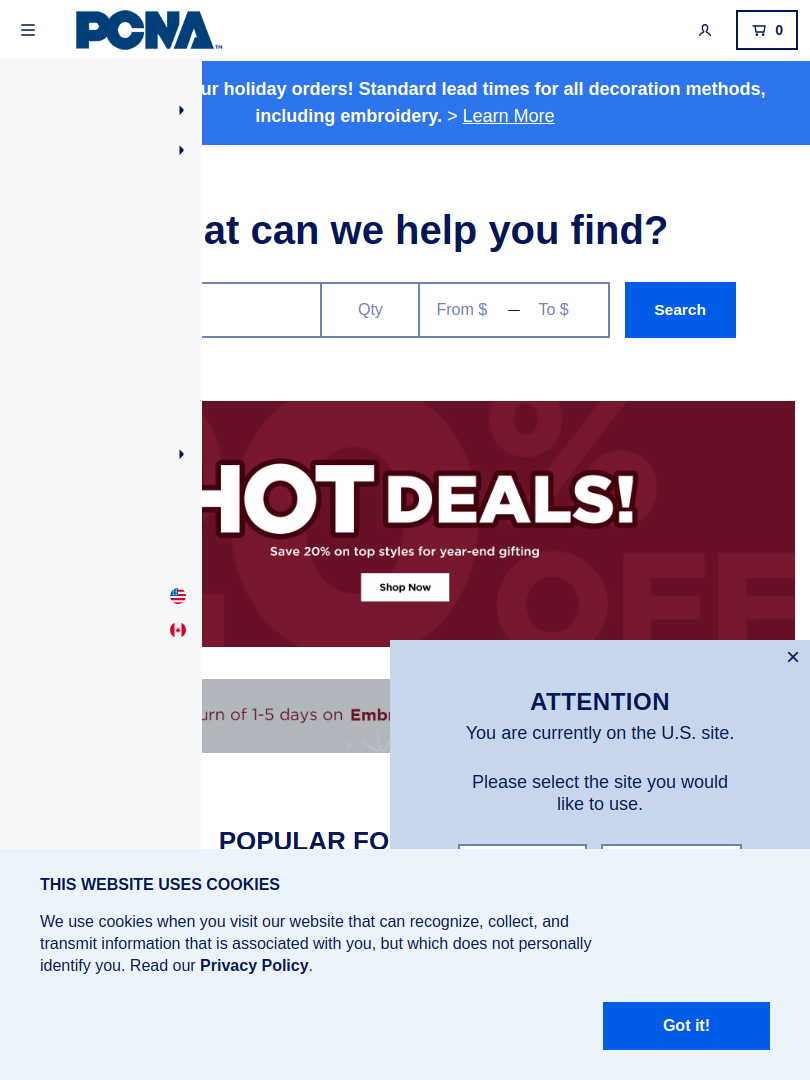 PCNA™
0
ur holiday orders! Standard lead times for all decoration methods,
including embroidery. > Learn More
at can we help you find?
Qty
From $ — To $
Search
HOT DEALS!
Save 20% on top styles for year-end gifting
Shop Now
%
OFF
urn of 1-5 days on Embr
ATTENTION
You are currently on the U.S. site.
Please select the site you would
like to use.
POPULAR FO
THIS WEBSITE USES COOKIES
We use cookies when you visit our website that can recognize, collect, and
transmit information that is associated with you, but which does not personally
identify you. Read our Privacy Policy.
Got it!